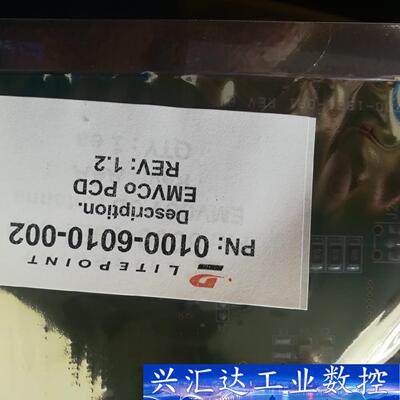 LITEPOINT
PN: 0100-6010-002
Description.
EMVCo PCD
REV: 1.2
兴汇达工业数控